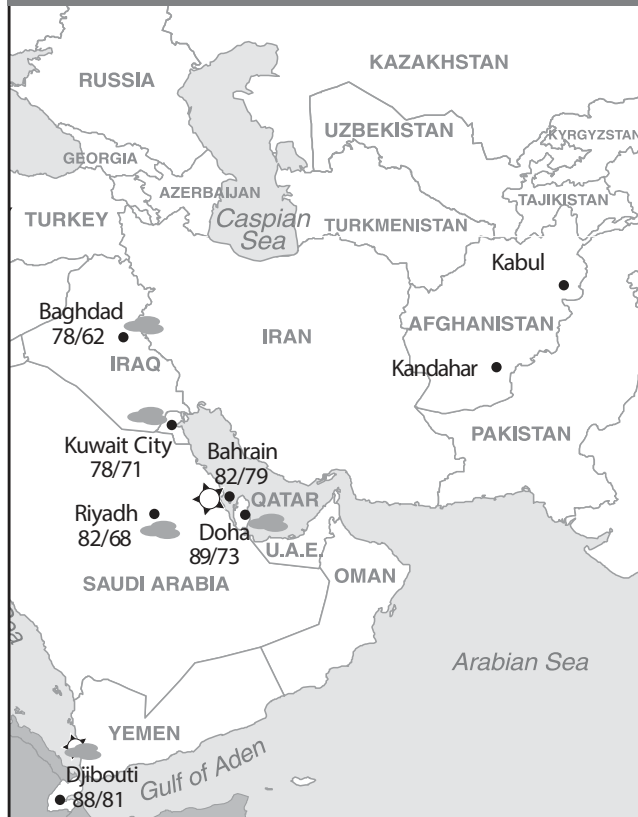 KAZAKHSTAN
RUSSIA
UZBEKISTAN
KYRGYZSTAN
GEORGIA
AZERBAIJAN
TAJIKISTAN
TURKEY
Caspian
Sea
TURKMENISTAN
Kabul
Baghdad
78/62
IRAN
AFGHANISTAN
IRAQ
Kandahar
PAKISTAN
Kuwait City
78/71
Bahrain
82/79
QATAR
Riyadh
82/68
Doha
89/73
U.A.E.
SAUDI ARABIA
OMAN
Arabian Sea
YEMEN
Gulf of Aden
Djibouti
88/81